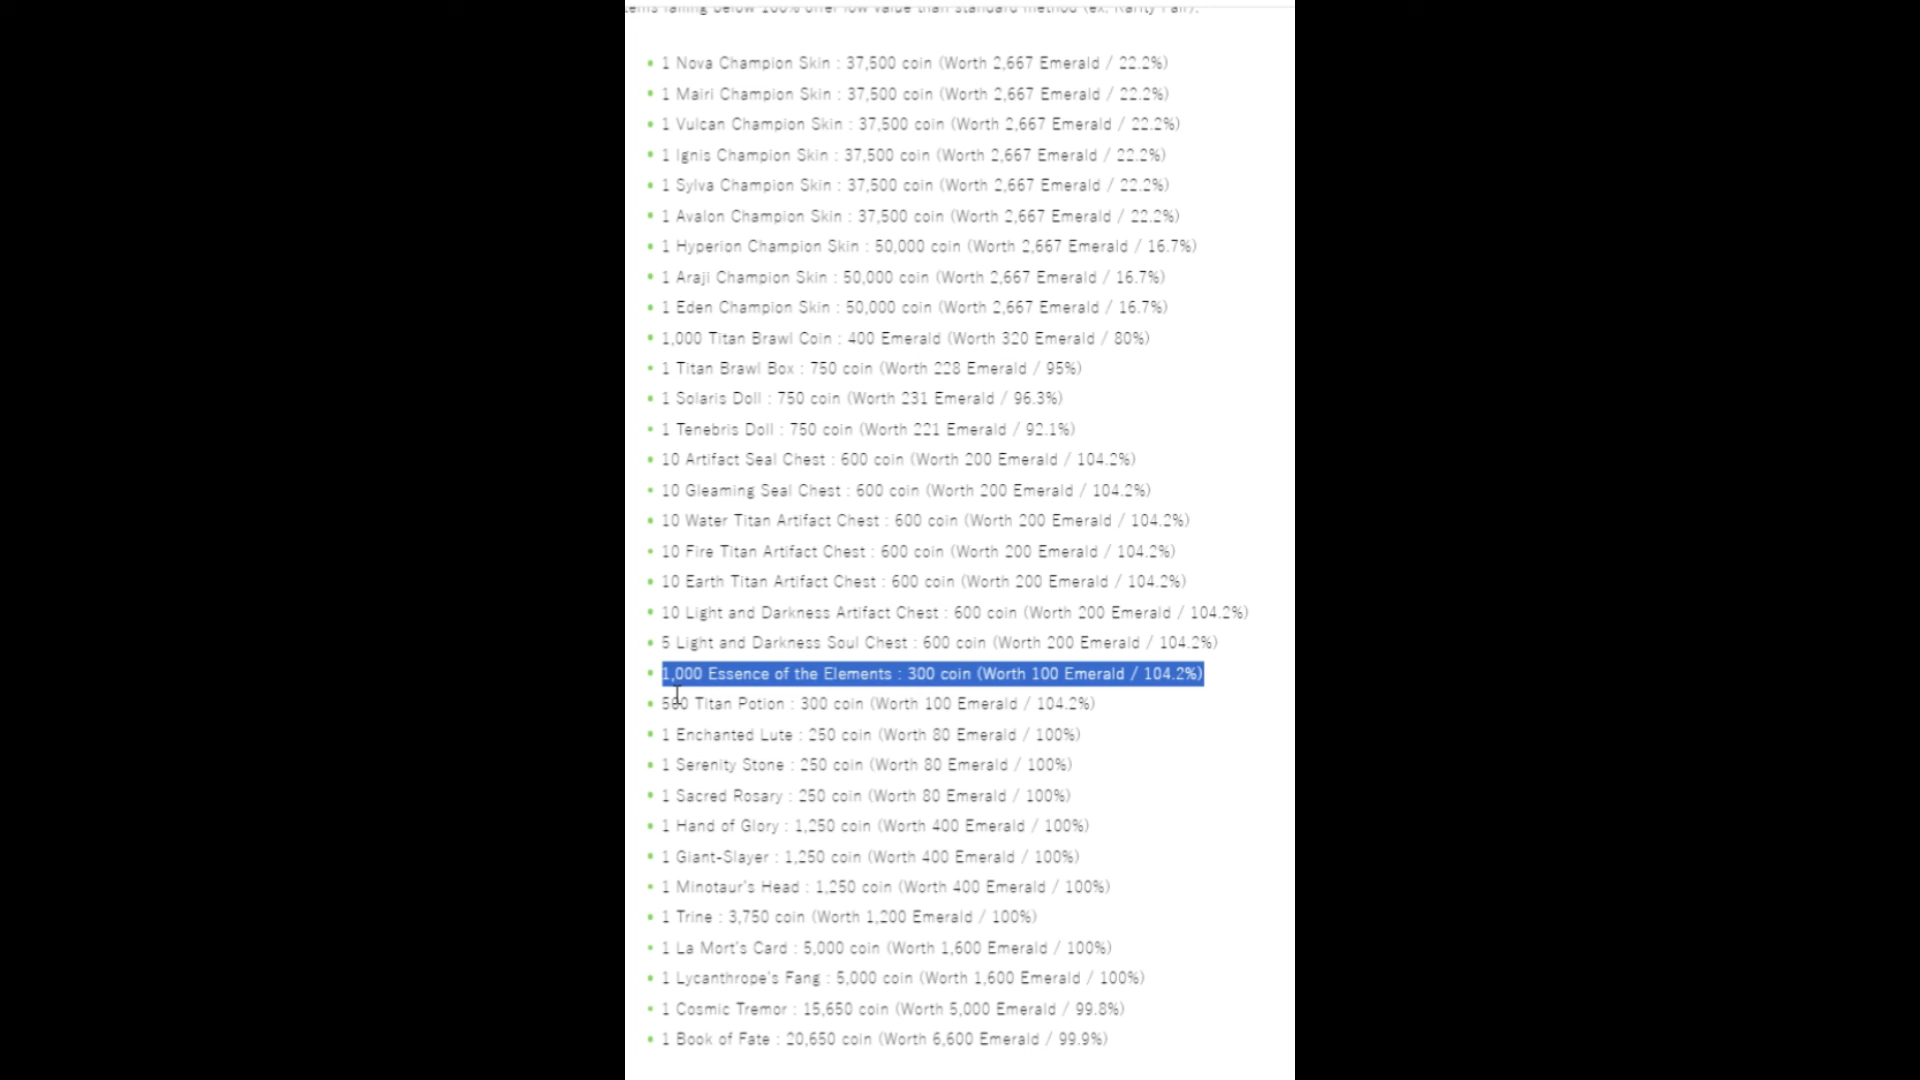 ems falling below 100% offer low value than standard method (ex. Rarity Fair).
1 Nova Champion Skin : 37,500 coin (Worth 2,667 Emerald / 22.2%)
1 Mairi Champion Skin : 37,500 coin (Worth 2,667 Emerald / 22.2%)
1 Vulcan Champion Skin : 37,500 coin (Worth 2,667 Emerald / 22.2%)
1 Ignis Champion Skin : 37,500 coin (Worth 2,667 Emerald / 22.2%)
1 Sylva Champion Skin : 37,500 coin (Worth 2,667 Emerald / 22.2%)
1 Avalon Champion Skin : 37,500 coin (Worth 2,667 Emerald / 22.2%)
1 Hyperion Champion Skin : 50,000 coin (Worth 2,667 Emerald / 16.7%)
1 Araji Champion Skin : 50,000 coin (Worth 2,667 Emerald / 16.7%)
1 Eden Champion Skin : 50,000 coin (Worth 2,667 Emerald / 16.7%)
1,000 Titan Brawl Coin : 400 Emerald (Worth 320 Emerald / 80%)
1 Titan Brawl Box : 750 coin (Worth 228 Emerald / 95%)
1 Solaris Doll : 750 coin (Worth 231 Emerald / 96.3%)
1 Tenebris Doll : 750 coin (Worth 221 Emerald / 92.1%)
10 Artifact Seal Chest : 600 coin (Worth 200 Emerald / 104.2%)
10 Gleaming Seal Chest : 600 coin (Worth 200 Emerald / 104.2%)
10 Water Titan Artifact Chest : 600 coin (Worth 200 Emerald / 104.2%)
10 Fire Titan Artifact Chest : 600 coin (Worth 200 Emerald / 104.2%)
10 Earth Titan Artifact Chest : 600 coin (Worth 200 Emerald / 104.2%)
10 Light and Darkness Artifact Chest : 600 coin (Worth 200 Emerald / 104.2%)
5 Light and Darkness Soul Chest : 600 coin (Worth 200 Emerald / 104.2%)
1,000 Essence of the Elements : 300 coin (Worth 100 Emerald / 104.2%)
500 Titan Potion : 300 coin (Worth 100 Emerald / 104.2%)
1 Enchanted Lute : 250 coin (Worth 80 Emerald / 100%)
1 Serenity Stone : 250 coin (Worth 80 Emerald / 100%)
1 Sacred Rosary : 250 coin (Worth 80 Emerald / 100%)
1 Hand of Glory : 1,250 coin (Worth 400 Emerald / 100%)
1 Giant-Slayer : 1,250 coin (Worth 400 Emerald / 100%)
1 Minotaur's Head : 1,250 coin (Worth 400 Emerald / 100%)
1 Trine : 3,750 coin (Worth 1,200 Emerald / 100%)
1 La Mort's Card : 5,000 coin (Worth 1,600 Emerald / 100%)
1 Lycanthrope's Fang : 5,000 coin (Worth 1,600 Emerald / 100%)
1 Cosmic Tremor : 15,650 coin (Worth 5,000 Emerald / 99.8%)
1 Book of Fate : 20,650 coin (Worth 6,600 Emerald / 99.9%)